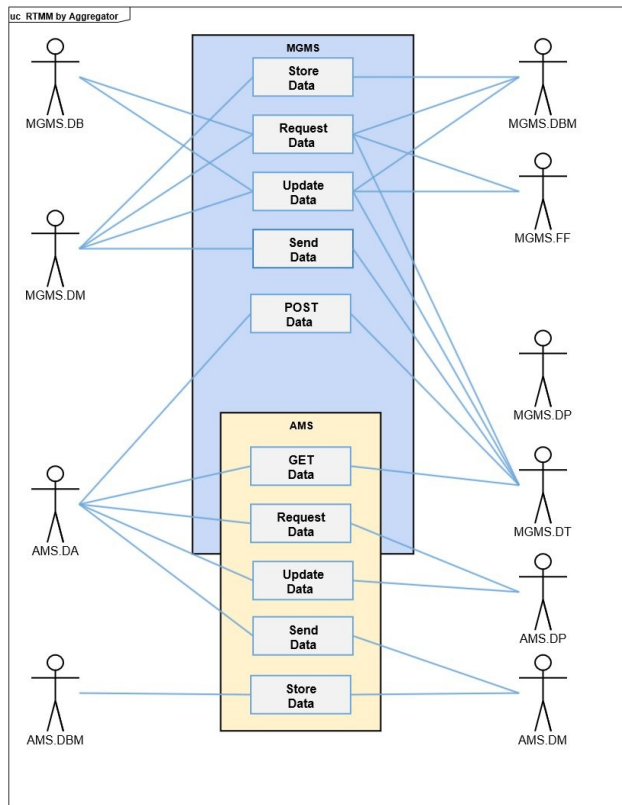 uc RTMM by Aggregator
MGMS
Store
Data
MGMS.DB
MGMS.DBM
Request
Data
Update
Data
MGMS.FF
Send
Data
MGMS.DM
POST
Data
MGMS.DP
AMS
GET
Data
MGMS.DT
Request
Data
AMS.DA
Update
Data
AMS.DP
Send
Data
Store
Data
AMS.DBM
AMS.DM